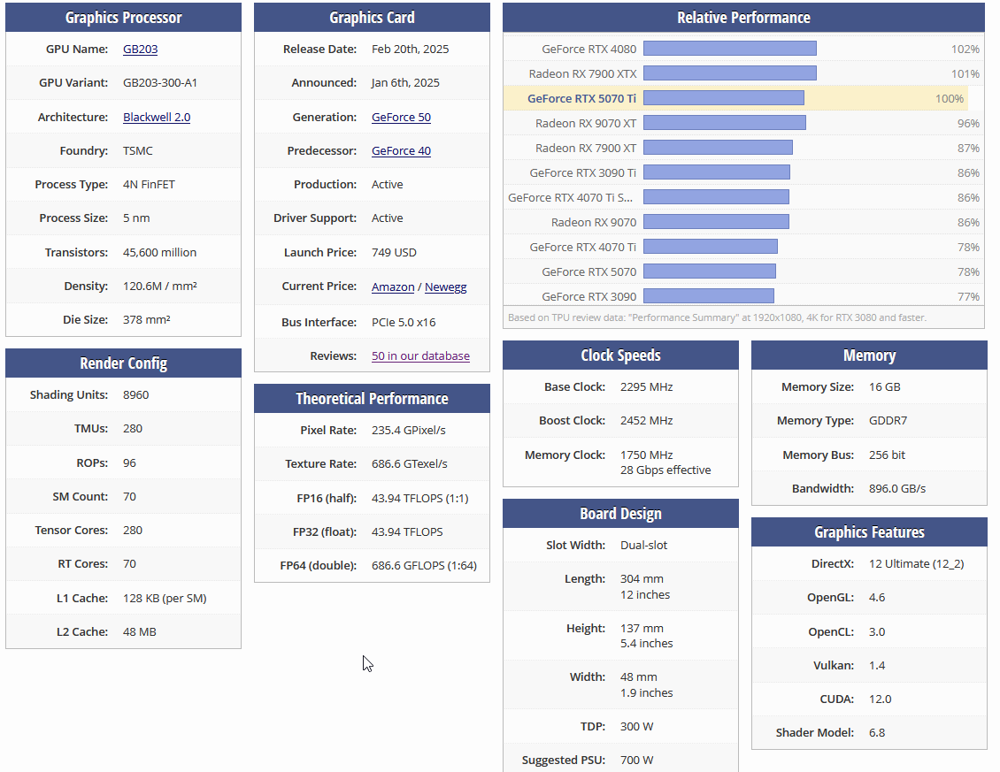 Graphics Processor
GPU Name: GB203
GPU Variant: GB203-300-A1
Architecture: Blackwell 2.0
Foundry: TSMC
Process Type: 4N FinFET
Process Size: 5 nm
Transistors: 45,600 million
Density: 120.6M / mm²
Die Size: 378 mm²
Render Config
Shading Units: 8960
TMUs: 280
ROPs: 96
SM Count: 70
Tensor Cores: 280
RT Cores: 70
L1 Cache: 128 KB (per SM)
L2 Cache: 48 MB
Graphics Card
Release Date: Feb 20th, 2025
Announced: Jan 6th, 2025
Generation: GeForce 50
Predecessor: GeForce 40
Production: Active
Driver Support: Active
Launch Price: 749 USD
Current Price: Amazon / Newegg
Bus Interface: PCIe 5.0 x16
Reviews: 50 in our database
Theoretical Performance
Pixel Rate: 235.4 GPixel/s
Texture Rate: 686.6 GTexel/s
FP16 (half): 43.94 TFLOPS (1:1)
FP32 (float): 43.94 TFLOPS
FP64 (double): 686.6 GFLOPS (1:64)
Relative Performance
GeForce RTX 4080 102%
Radeon RX 7900 XTX 101%
GeForce RTX 5070 Ti 100%
Radeon RX 9070 XT 96%
Radeon RX 7900 XT 87%
GeForce RTX 3090 Ti 86%
GeForce RTX 4070 Ti S... 86%
Radeon RX 9070 86%
GeForce RTX 4070 Ti 78%
GeForce RTX 5070 78%
GeForce RTX 3090 77%
Based on TPU review data: "Performance Summary" at 1920x1080, 4K for RTX 3080 and faster.
Clock Speeds
Base Clock: 2295 MHz
Boost Clock: 2452 MHz
Memory Clock: 1750 MHz
28 Gbps effective
Board Design
Slot Width: Dual-slot
Length: 304 mm
12 inches
Height: 137 mm
5.4 inches
Width: 48 mm
1.9 inches
TDP: 300 W
Suggested PSU: 700 W
Memory
Memory Size: 16 GB
Memory Type: GDDR7
Memory Bus: 256 bit
Bandwidth: 896.0 GB/s
Graphics Features
DirectX: 12 Ultimate (12_2)
OpenGL: 4.6
OpenCL: 3.0
Vulkan: 1.4
CUDA: 12.0
Shader Model: 6.8